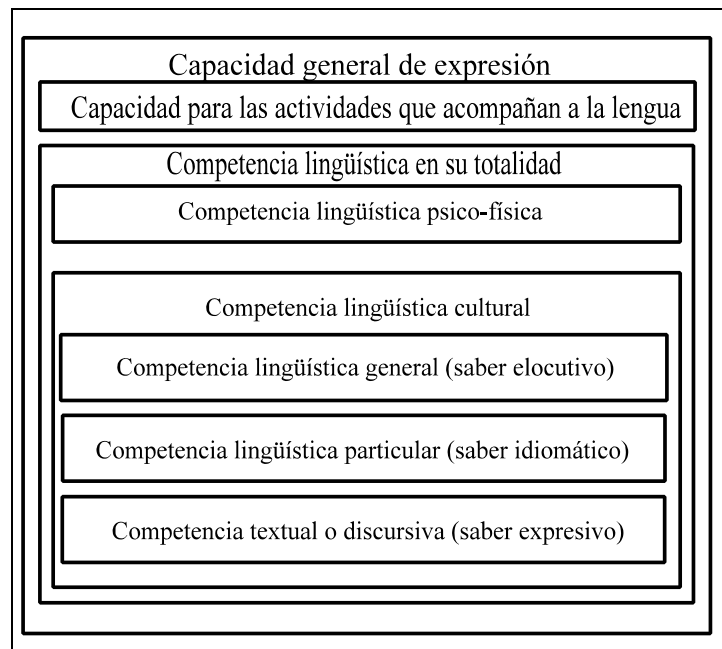 Capacidad general de expresión
Capacidad para las actividades que acompañan a la lengua
Competencia lingüística en su totalidad
Competencia lingüística psico-física
Competencia lingüística cultural
Competencia lingüística general (saber elocutivo)
Competencia lingüística particular (saber idiomático)
Competencia textual o discursiva (saber expresivo)